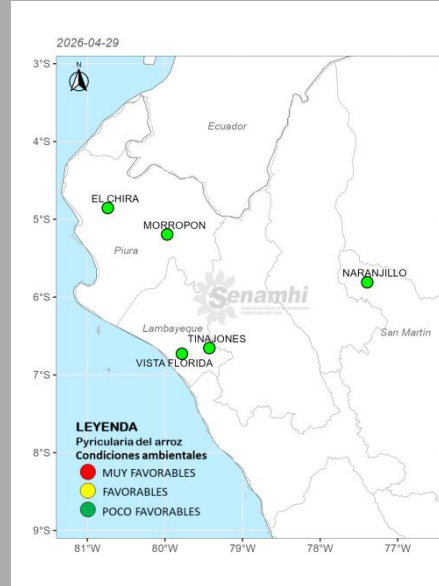 2026-04-29
3°S
N
4°S
Ecuador
EL CHIRA
5°S
MORROPON
Piura
NARANJILLO
6°S
Senamhi
Lambayeque
TINAJONES
San Martín
VISTA FLORIDA
7°S
LEYENDA
Pyricularia del arroz
Condiciones ambientales
8°S
MUY FAVORABLES
FAVORABLES
POCO FAVORABLES
9°S
81°W 80°W 79°W 78°W 77°W